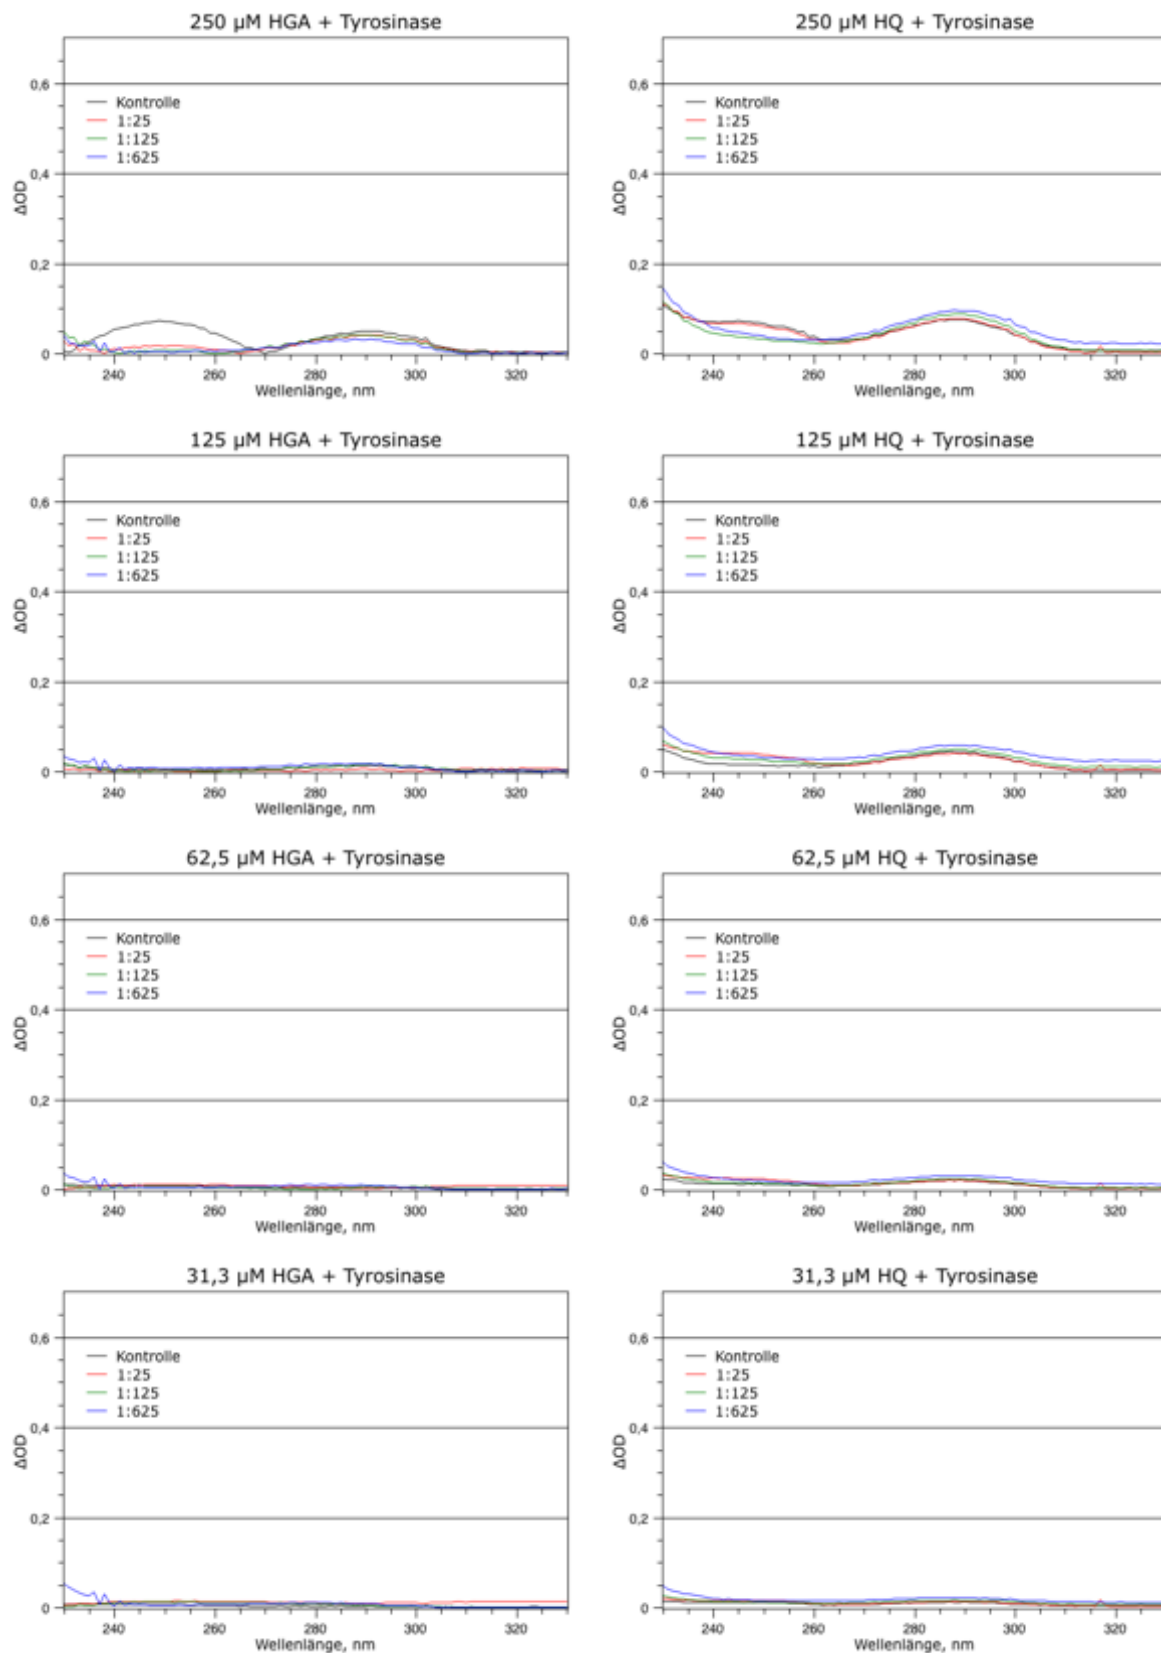 250 µM HGA + Tyrosinase
0,6
0,4
0,2
0
ΔOD
Kontrolle
1:25
1:125
1:625
240 260 280 300 320
Wellenlänge, nm
250 µM HQ + Tyrosinase
0,6
0,4
0,2
0
ΔOD
Kontrolle
1:25
1:125
1:625
240 260 280 300 320
Wellenlänge, nm
125 µM HGA + Tyrosinase
0,6
0,4
0,2
0
ΔOD
Kontrolle
1:25
1:125
1:625
240 260 280 300 320
Wellenlänge, nm
125 µM HQ + Tyrosinase
0,6
0,4
0,2
0
ΔOD
Kontrolle
1:25
1:125
1:625
240 260 280 300 320
Wellenlänge, nm
62,5 µM HGA + Tyrosinase
0,6
0,4
0,2
0
ΔOD
Kontrolle
1:25
1:125
1:625
240 260 280 300 320
Wellenlänge, nm
62,5 µM HQ + Tyrosinase
0,6
0,4
0,2
0
ΔOD
Kontrolle
1:25
1:125
1:625
240 260 280 300 320
Wellenlänge, nm
31,3 µM HGA + Tyrosinase
0,6
0,4
0,2
0
ΔOD
Kontrolle
1:25
1:125
1:625
240 260 280 300 320
Wellenlänge, nm
31,3 µM HQ + Tyrosinase
0,6
0,4
0,2
0
ΔOD
Kontrolle
1:25
1:125
1:625
240 260 280 300 320
Wellenlänge, nm